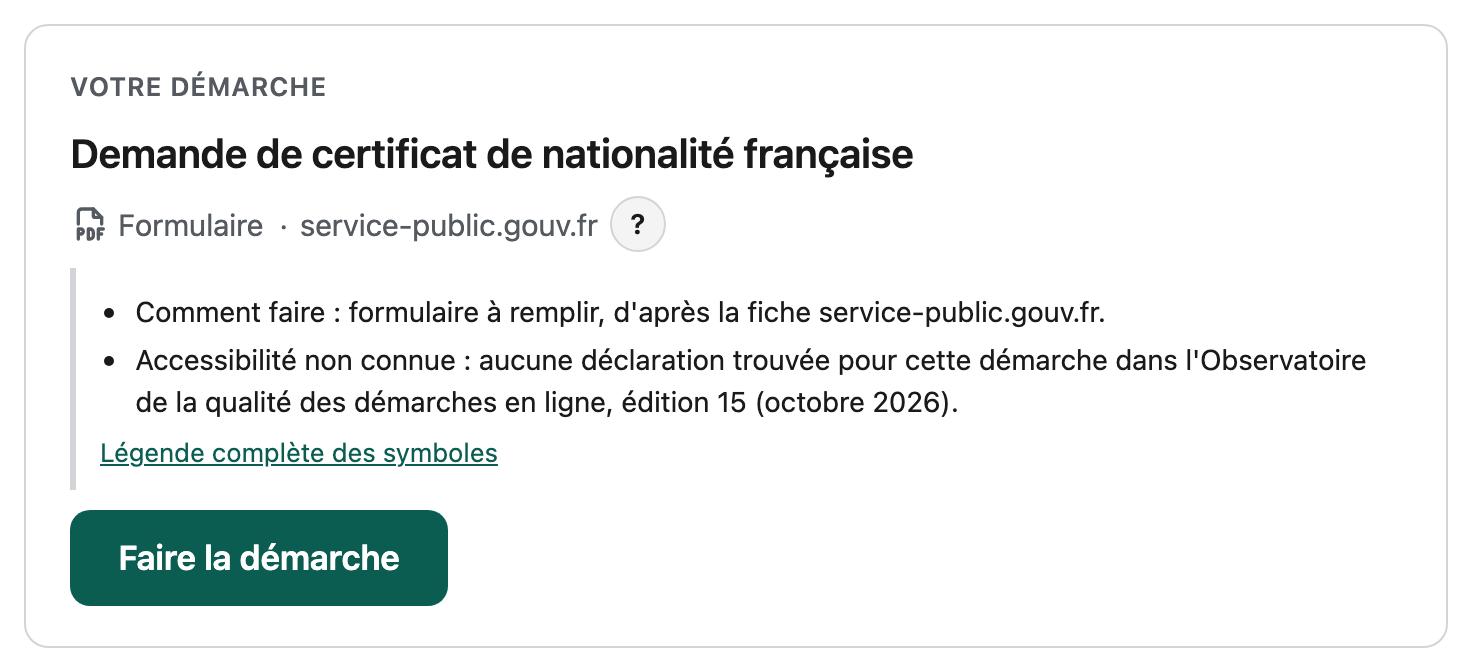 VOTRE DÉMARCHE
Demande de certificat de nationalité française
PDF Formulaire · service-public.gouv.fr ?
• Comment faire : formulaire à remplir, d'après la fiche service-public.gouv.fr.
• Accessibilité non connue : aucune déclaration trouvée pour cette démarche dans l'Observatoire
de la qualité des démarches en ligne, édition 15 (octobre 2026).
Légende complète des symboles
Faire la démarche